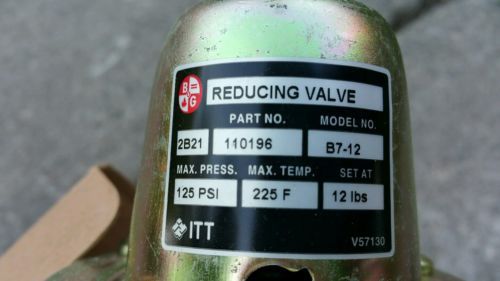 B&G REDUCING VALVE
PART NO. MODEL NO.
2B21 110196 B7-12
MAX. PRESS. MAX. TEMP. SET AT
125 PSI 225 F 12 lbs
ITT
V57130